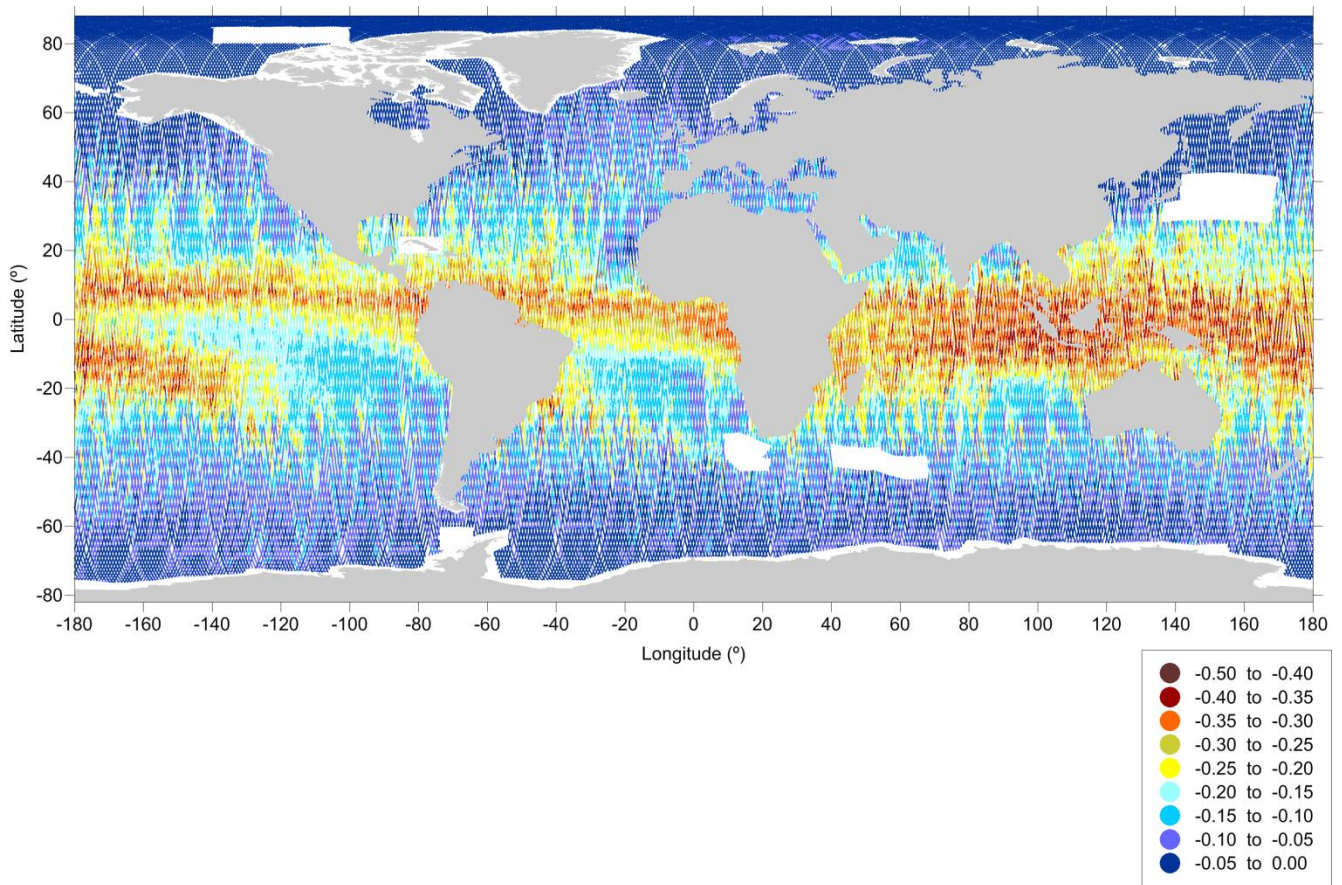 80
60
40
20
0
-20
-40
-60
-80
Latitude (º)
-180 -160 -140 -120 -100 -80 -60 -40 -20 0 20 40 60 80 100 120 140 160 180
Longitude (º)
-0.50 to -0.40
-0.40 to -0.35
-0.35 to -0.30
-0.30 to -0.25
-0.25 to -0.20
-0.20 to -0.15
-0.15 to -0.10
-0.10 to -0.05
-0.05 to 0.00